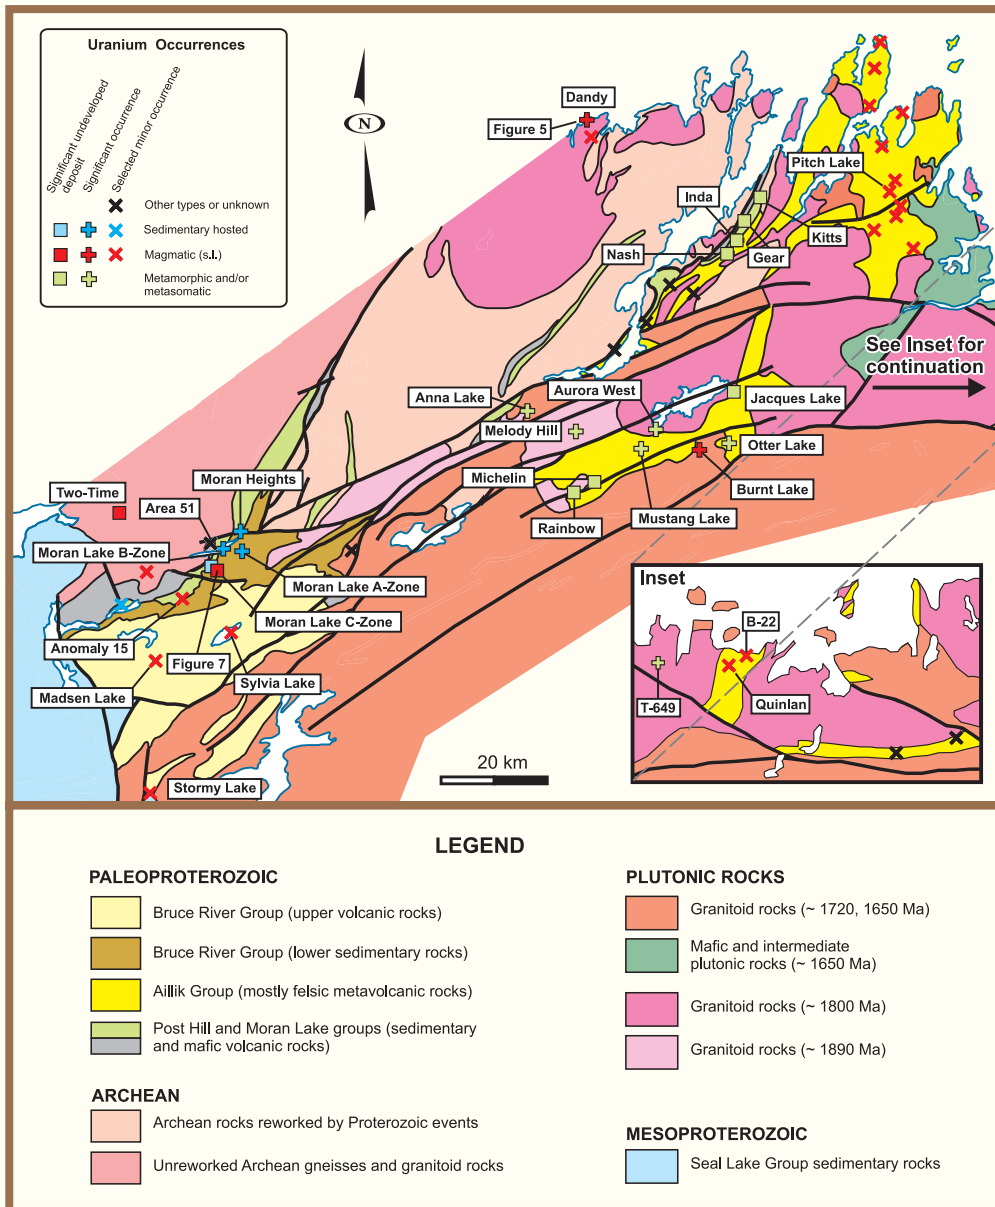 Uranium Occurrences
Significant undeveloped
deposit
Significant occurrence
Selected minor occurrence
Other types or unknown
Sedimentary hosted
Magmatic (s.l.)
Metamorphic and/or
metasomatic
N
Dandy
Figure 5
Pitch Lake
Inda
Kitts
Nash
Gear
See Inset for
continuation
Aurora West
Anna Lake
Jacques Lake
Melody Hill
Otter Lake
Moran Heights
Michelin
Burnt Lake
Two-Time
Area 51
Rainbow
Mustang Lake
Moran Lake B-Zone
Moran Lake A-Zone
Moran Lake C-Zone
Anomaly 15
Figure 7
Madsen Lake
Sylvia Lake
Stormy Lake
20 km
Inset
B-22
T-649
Quinlan
LEGEND
PALEOPROTEROZOIC
Bruce River Group (upper volcanic rocks)
Bruce River Group (lower sedimentary rocks)
Aillik Group (mostly felsic metavolcanic rocks)
Post Hill and Moran Lake groups (sedimentary
and mafic volcanic rocks)
ARCHEAN
Archean rocks reworked by Proterozoic events
Unreworked Archean gneisses and granitoid rocks
PLUTONIC ROCKS
Granitoid rocks (~ 1720, 1650 Ma)
Mafic and intermediate
plutonic rocks (~ 1650 Ma)
Granitoid rocks (~ 1800 Ma)
Granitoid rocks (~ 1890 Ma)
MESOPROTEROZOIC
Seal Lake Group sedimentary rocks